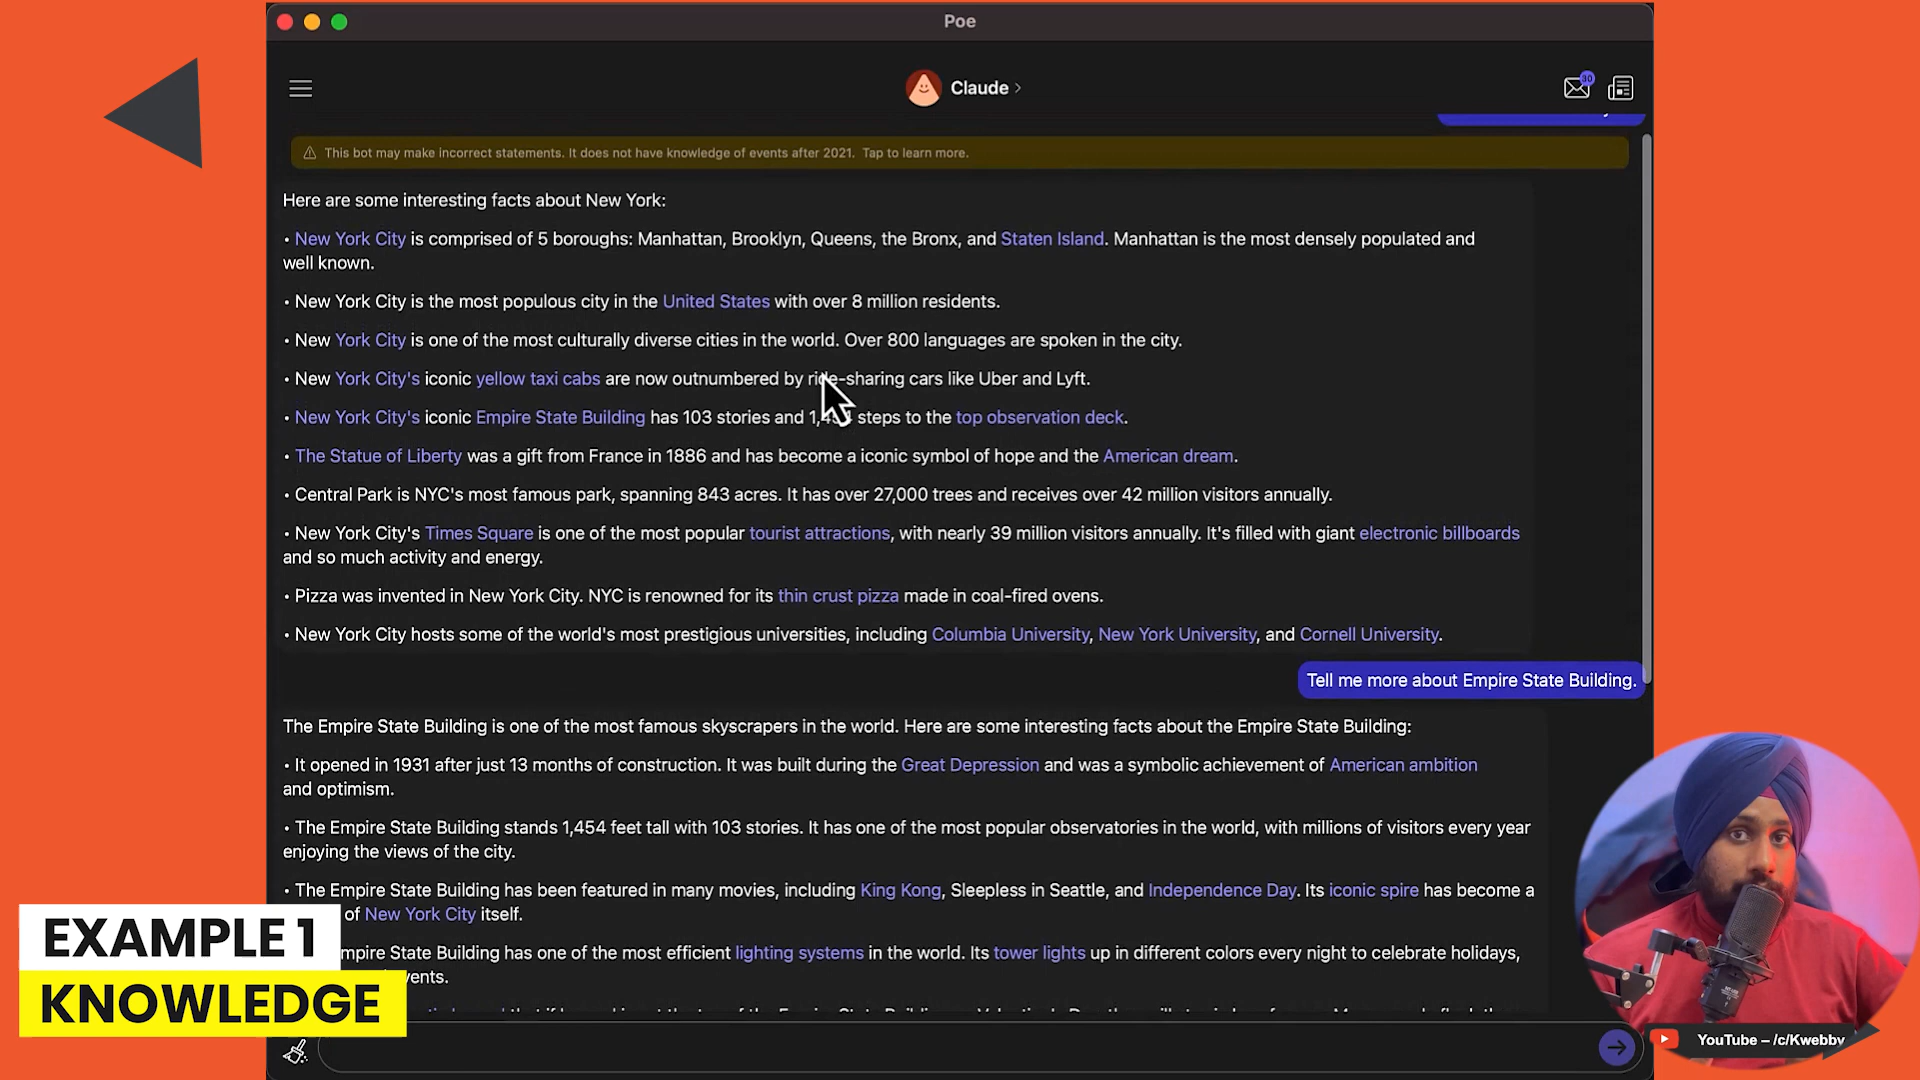 Poe
Claude
30
This bot may make incorrect statements. It does not have knowledge of events after 2021. Tap to learn more.
Here are some interesting facts about New York:
• New York City is comprised of 5 boroughs: Manhattan, Brooklyn, Queens, the Bronx, and Staten Island. Manhattan is the most densely populated and
well known.
• New York City is the most populous city in the United States with over 8 million residents.
• New York City is one of the most culturally diverse cities in the world. Over 800 languages are spoken in the city.
• New York City's iconic yellow taxi cabs are now outnumbered by ride-sharing cars like Uber and Lyft.
• New York City's iconic Empire State Building has 103 stories and steps to the top observation deck.
• The Statue of Liberty was a gift from France in 1886 and has become a iconic symbol of hope and the American dream.
• Central Park is NYC's most famous park, spanning 843 acres. It has over 27,000 trees and receives over 42 million visitors annually.
• New York City's Times Square is one of the most popular tourist attractions, with nearly 39 million visitors annually. It's filled with giant electronic billboards
and so much activity and energy.
• Pizza was invented in New York City. NYC is renowned for its thin crust pizza made in coal-fired ovens.
• New York City hosts some of the world's most prestigious universities, including Columbia University, New York University, and Cornell University.
Tell me more about Empire State Building.
The Empire State Building is one of the most famous skyscrapers in the world. Here are some interesting facts about the Empire State Building:
• It opened in 1931 after just 13 months of construction. It was built during the Great Depression and was a symbolic achievement of American ambition
and optimism.
• The Empire State Building stands 1,454 feet tall with 103 stories. It has one of the most popular observatories in the world, with millions of visitors every year
enjoying the views of the city.
• The Empire State Building has been featured in many movies, including King Kong, Sleepless in Seattle, and Independence Day. Its iconic spire has become a
of New York City itself.
mpire State Building has one of the most efficient lighting systems in the world. Its tower lights up in different colors every night to celebrate holidays,
vents.
EXAMPLE 1
KNOWLEDGE
YouTube – /c/Kwebby